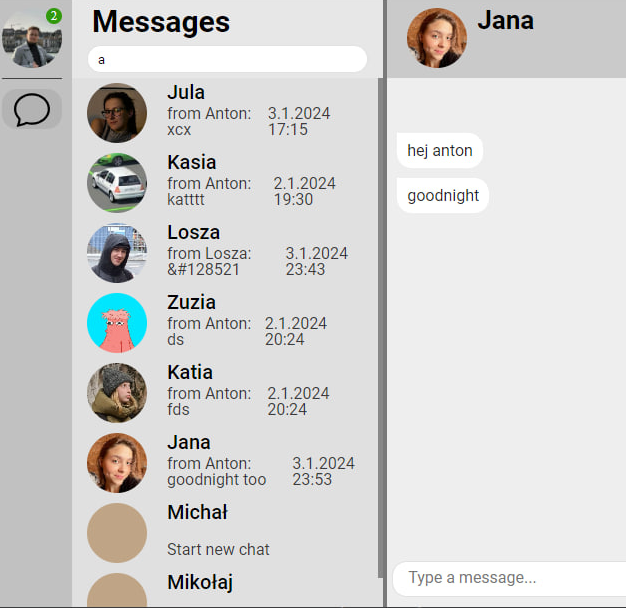 2
Messages
a
Jula
from Anton: 3.1.2024
xcx 17:15
Kasia
from Anton: 2.1.2024
katttt 19:30
Losza
from Losza: 3.1.2024
&#128521 23:43
Zuzia
from Anton: 2.1.2024
ds 20:24
Katia
from Anton: 2.1.2024
fds 20:24
Jana
from Anton: 3.1.2024
goodnight too 23:53
Michał
Start new chat
Mikołaj
Jana
hej anton
goodnight
Type a message...